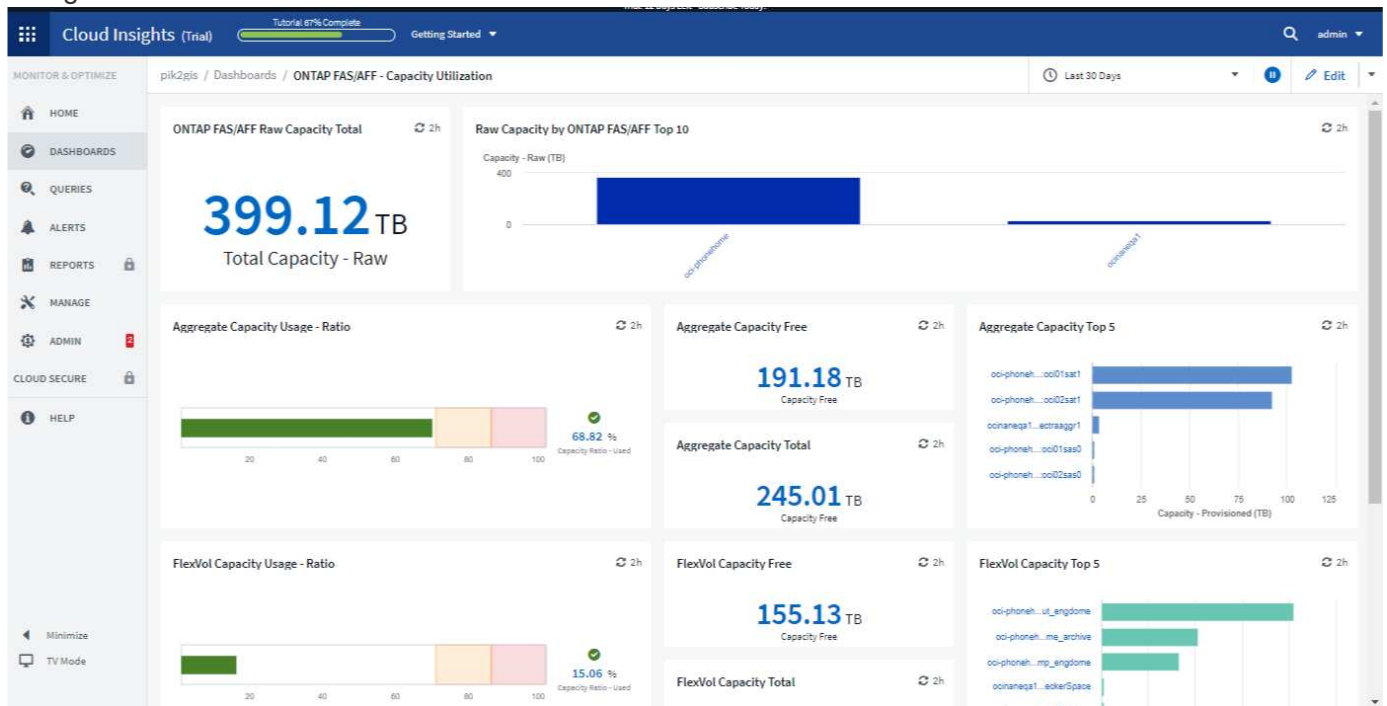 Cloud Insights (Trial)
Tutorial 67% Complete
Getting Started
admin
MONITOR & OPTIMIZE
pik2gis / Dashboards / ONTAP FAS/AFF - Capacity Utilization
Last 30 Days
Edit
HOME
DASHBOARDS
QUERIES
ALERTS
REPORTS
MANAGE
ADMIN
2
CLOUD SECURE
HELP
Minimize
TV Mode
ONTAP FAS/AFF Raw Capacity Total
2h
399.12 TB
Total Capacity - Raw
Raw Capacity by ONTAP FAS/AFF Top 10
2h
Capacity - Raw (TB)
400
0
oci-phonehome
ocinaneqa1
Aggregate Capacity Usage - Ratio
2h
20 40 60 80 100
68.82 %
Capacity Ratio - Used
Aggregate Capacity Free
2h
191.18 TB
Capacity Free
Aggregate Capacity Total
2h
245.01 TB
Capacity Free
Aggregate Capacity Top 5
2h
oci-phoneh...:oci01sat1
oci-phoneh...:oci02sat1
ocinaneqa1...ectraaggr1
oci-phoneh...:oci01sas0
oci-phoneh...:oci02sas0
0 25 50 75 100 125
Capacity - Provisioned (TB)
FlexVol Capacity Usage - Ratio
2h
20 40 60 80 100
15.06 %
Capacity Ratio - Used
FlexVol Capacity Free
2h
155.13 TB
Capacity Free
FlexVol Capacity Total
2h
FlexVol Capacity Top 5
2h
oci-phoneh...ut_engdome
oci-phoneh...me_archive
oci-phoneh...mp_engdome
ocinaneqa1...eckerSpace